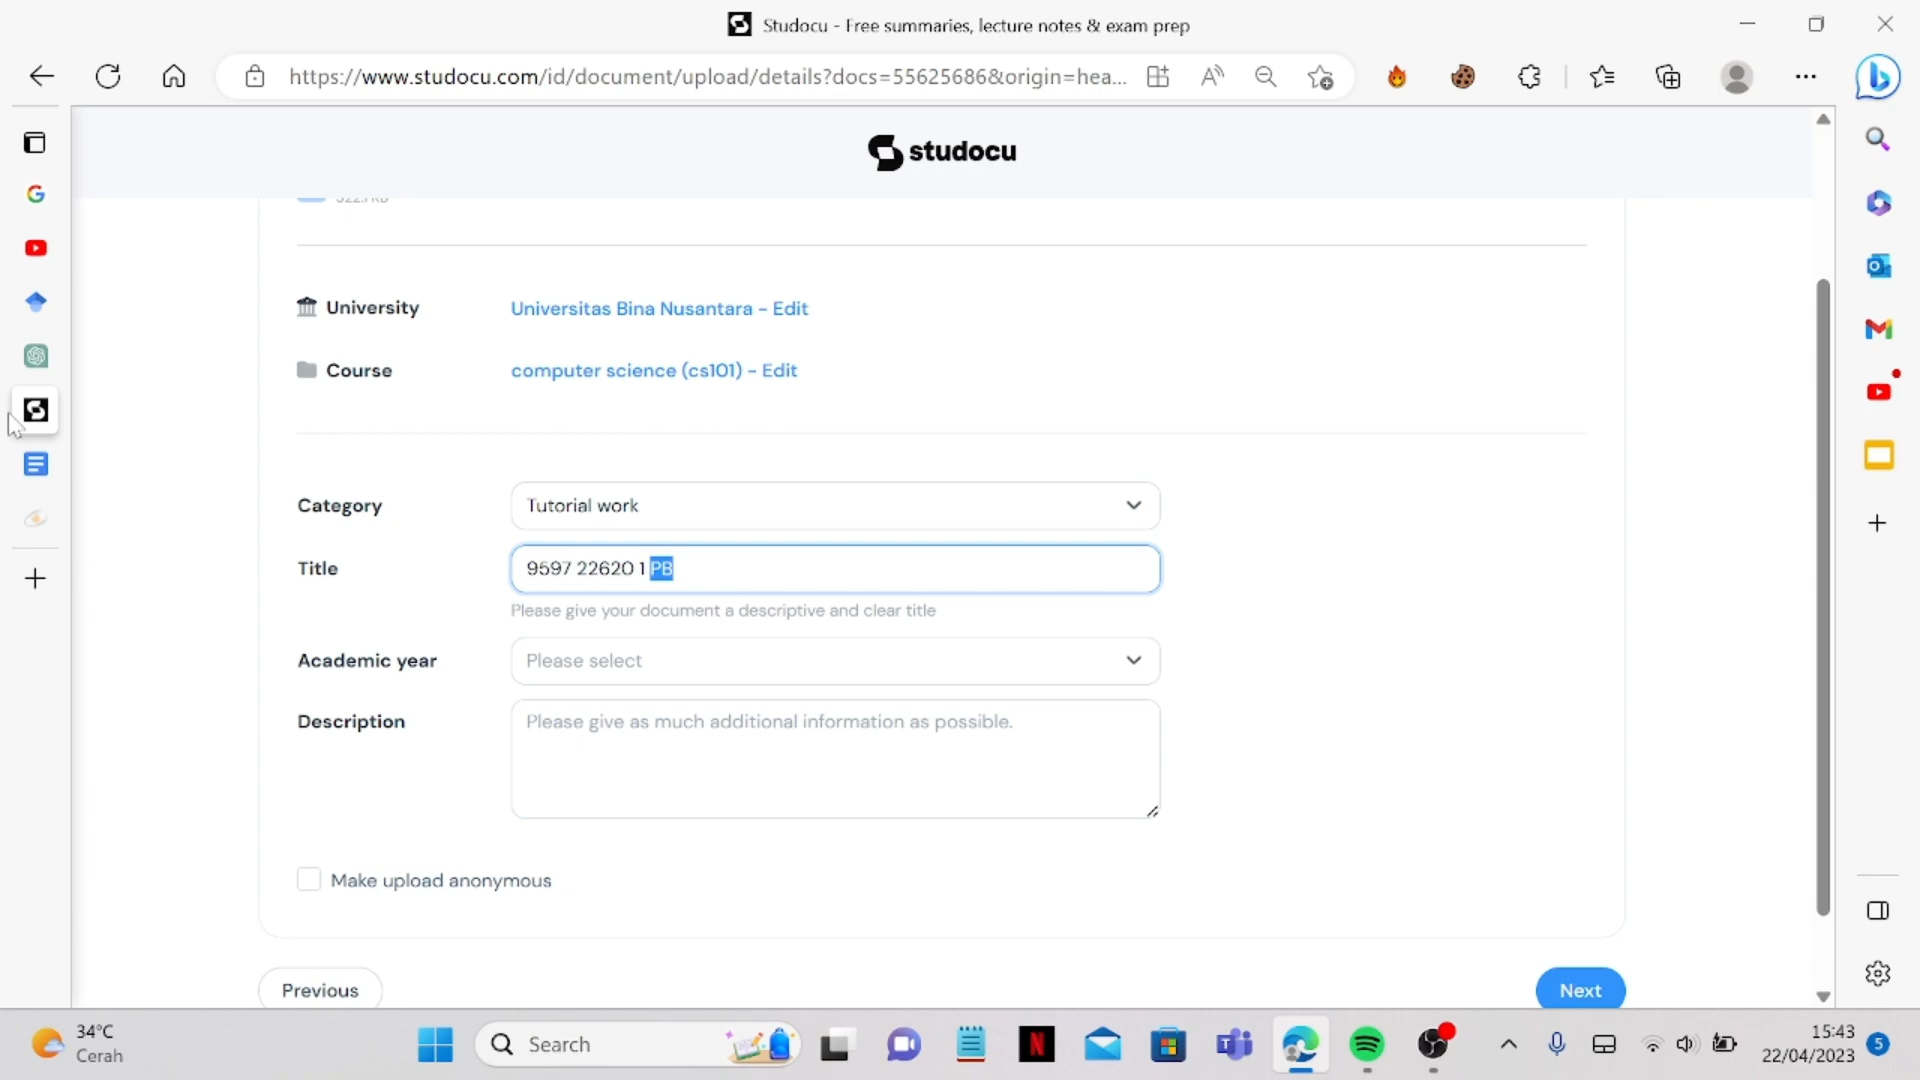 Studocu - Free summaries, lecture notes & exam prep
https://www.studocu.com/id/document/upload/details?docs=55625686&origin=hea...
studocu
University
Universitas Bina Nusantara - Edit
Course
computer science (cs101) - Edit
Category
Tutorial work
Title
9597 22620 1 PB
Please give your document a descriptive and clear title
Academic year
Please select
Description
Please give as much additional information as possible.
Make upload anonymous
Previous
Next
34°C
Cerah
Search
15:43
22/04/2023
5